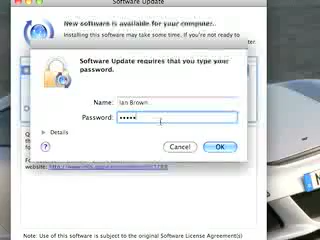 Software Update
New software is available for your computer.
Installing this software may take some time. If you're not ready to
Software Update requires that you type your
password.
Name: Ian Brown
Password: •••••
Details
? Cancel OK
website:
Note: Use of this software is subject to the original Software License Agreement(s)